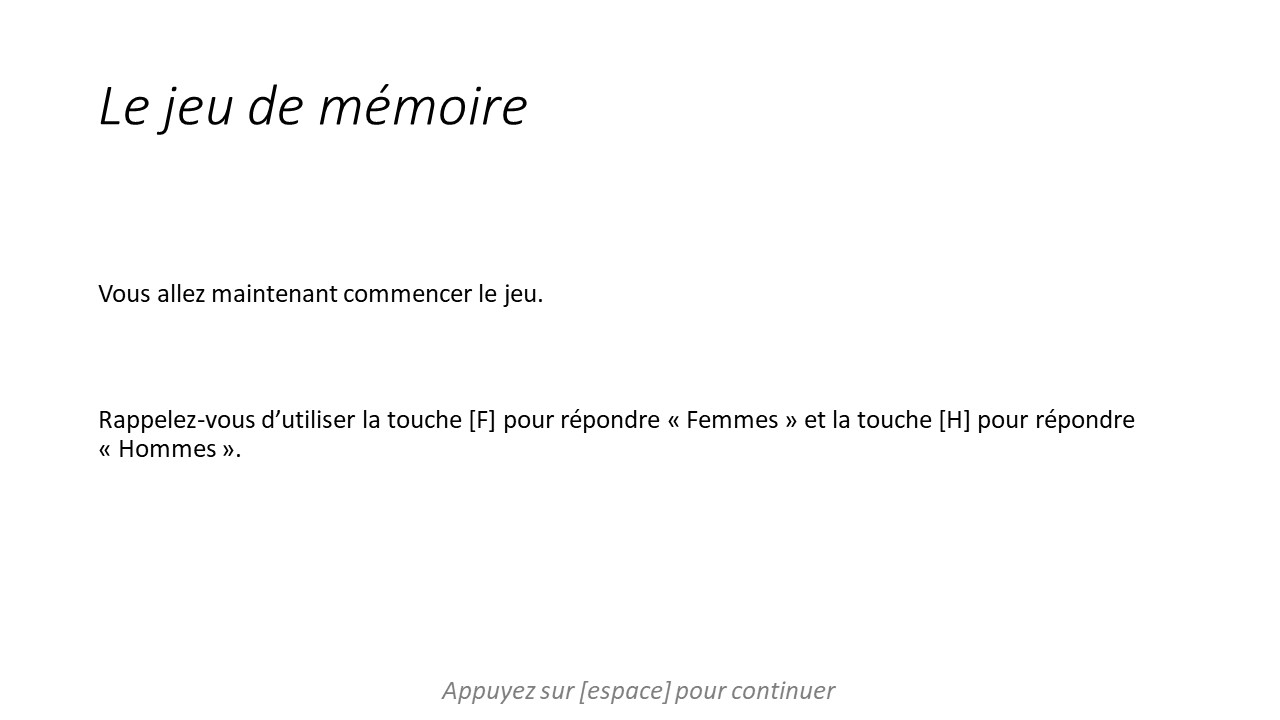 Le jeu de mémoire
Vous allez maintenant commencer le jeu.
Rappelez-vous d’utiliser la touche [F] pour répondre « Femmes » et la touche [H] pour répondre
« Hommes ».
Appuyez sur [espace] pour continuer